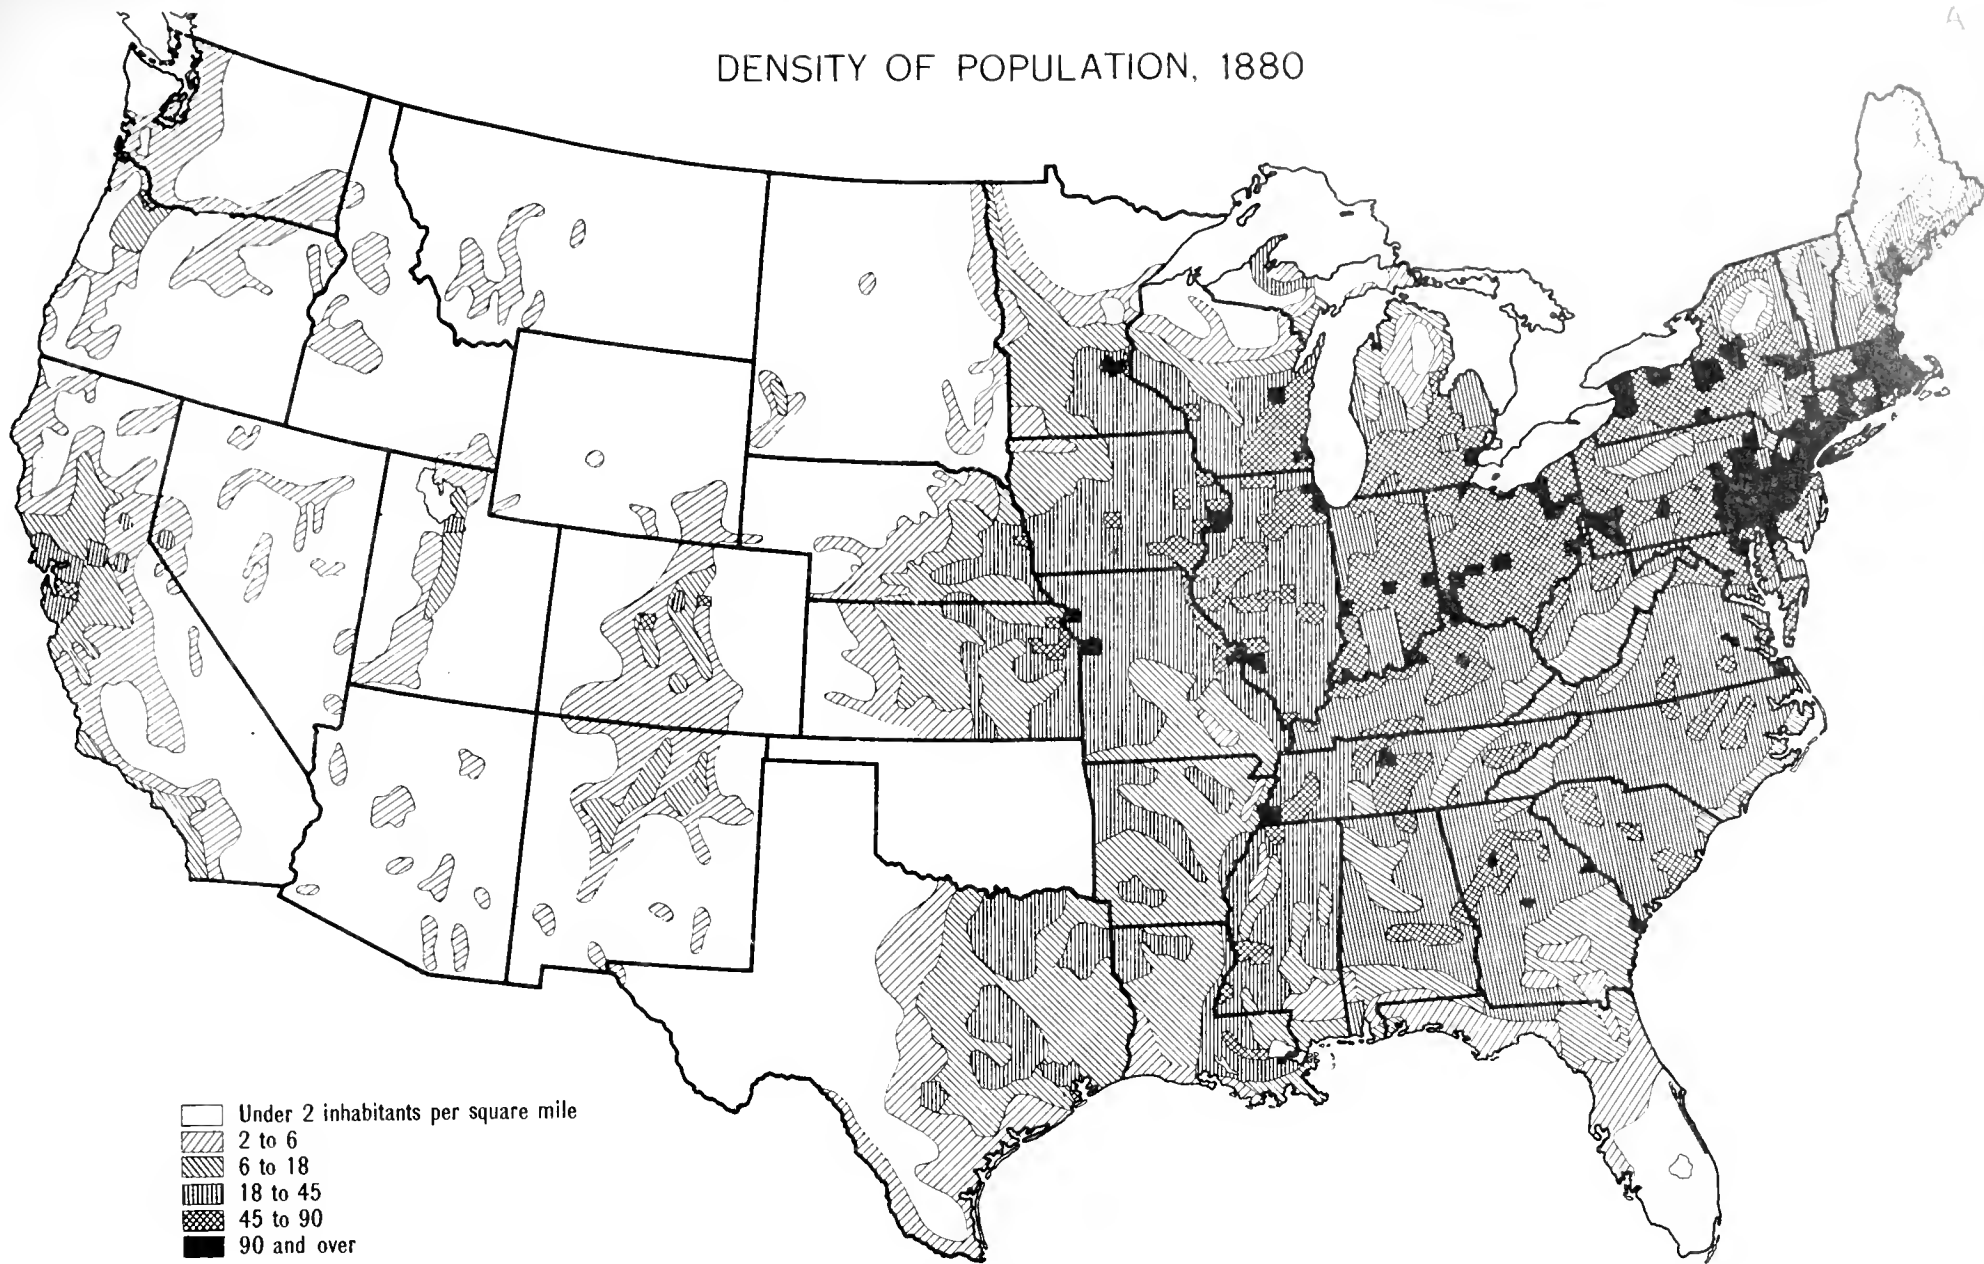 DENSITY OF POPULATION, 1880
Under 2 inhabitants per square mile
2 to 6
6 to 18
18 to 45
45 to 90
90 and over